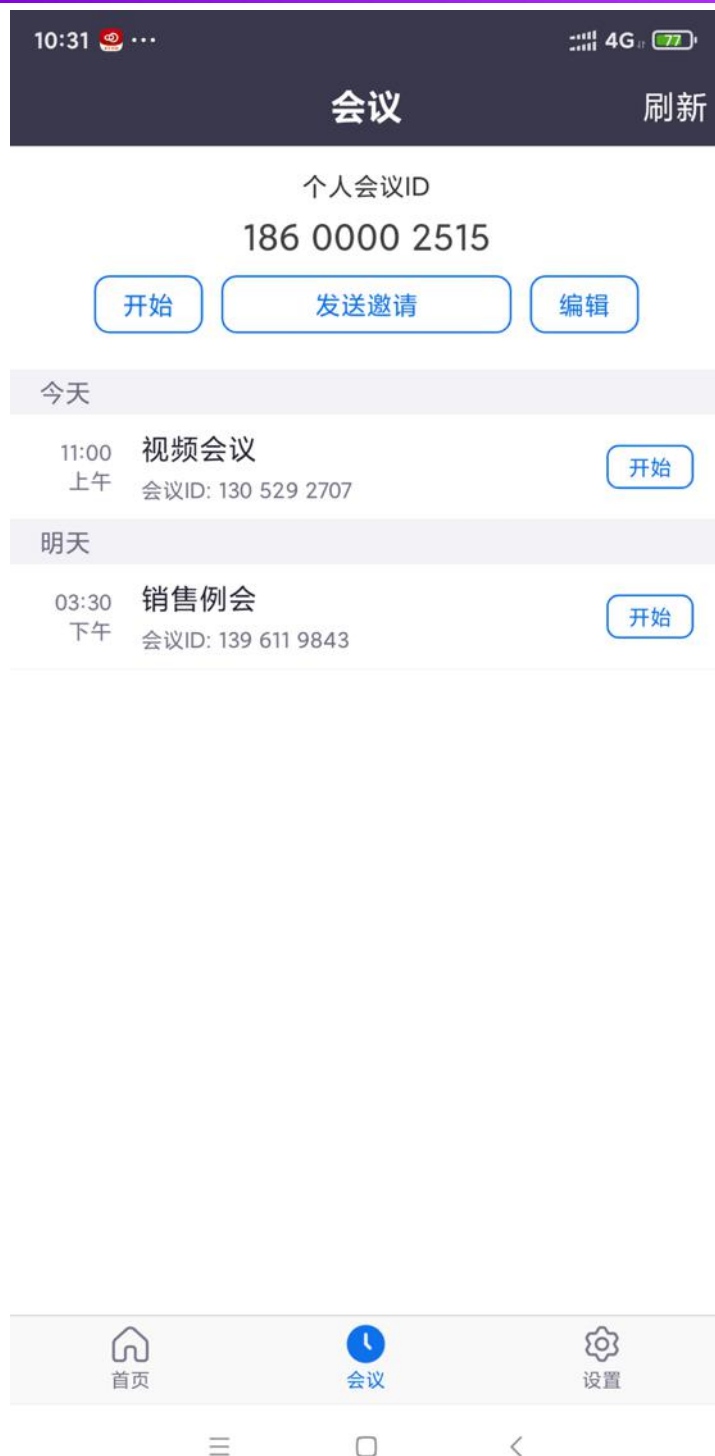 10:31 ··· 4G 77
会议 刷新
个人会议ID
186 0000 2515
开始 发送邀请 编辑
今天
11:00 视频会议
上午 会议ID: 130 529 2707 开始
明天
03:30 销售例会
下午 会议ID: 139 611 9843 开始
首页 会议 设置